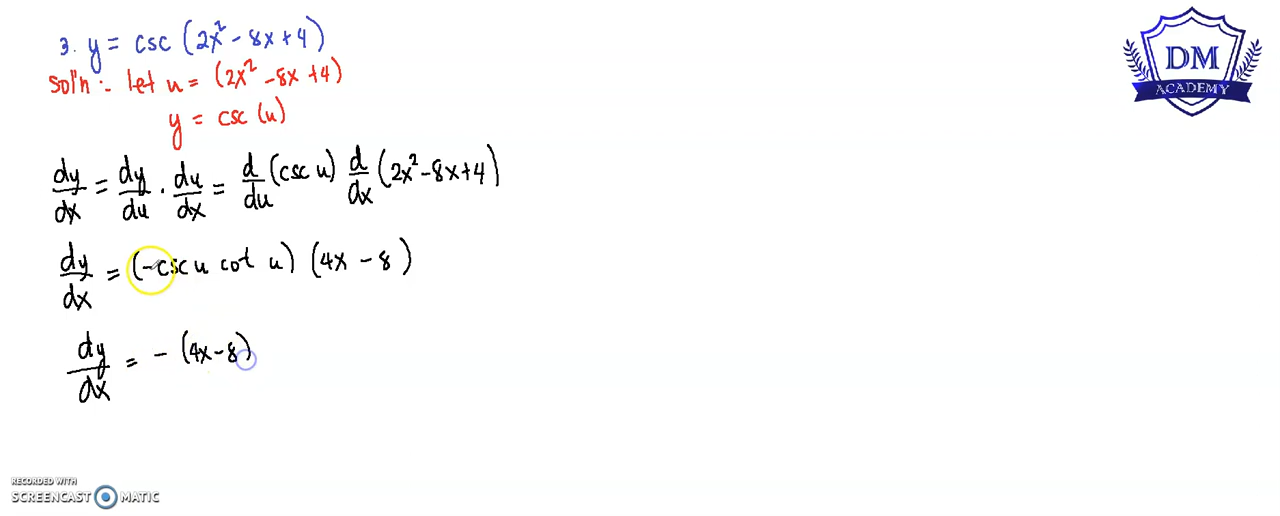 3. y = csc (2x² - 8x + 4)
Sol'n :- let u = (2x² - 8x + 4)
y = csc (u)
dy/dx = dy/du . du/dx = d/du (csc u) d/dx (2x² - 8x + 4)
dy/dx = (-csc u cot u) (4x - 8)
dy/dx = - (4x - 8)
DM
ACADEMY
RECORDED WITH
SCREENCAST MATIC